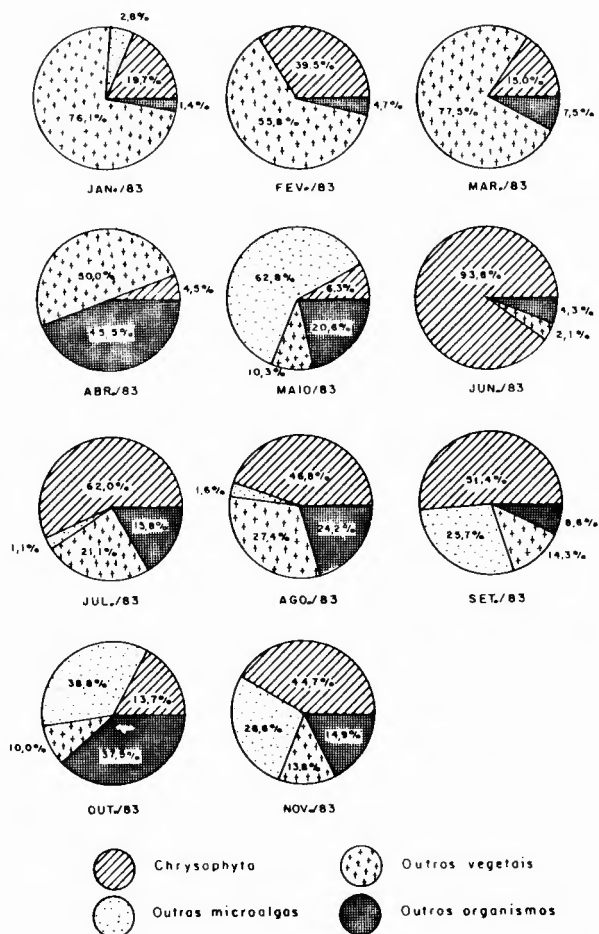 2,8%
19,7%
1,4%
76,1%
JAN./83
39.5%
4,7%
55,8%
FEV./83
15.0%
77,5%
7,5%
MAR./83
50,0%
4,5%
45,5%
ABR./83
62,8%
6,3%
20,6%
10,3%
MAIO/83
93,6%
4,3%
2,1%
JUN./83
62,0%
15,8%
1,1%
21,1%
JUL./83
46,8%
1,6%
27,4%
24,2%
AGO./83
51,4%
25,7%
8,6%
14,3%
SET./83
38,8%
13,7%
10,0%
37,5%
OUT./83
44,7%
26,6%
14,9%
13,8%
NOV./83
Chrysophyta
Outros vegetais
Outras microalgas
Outros organismos